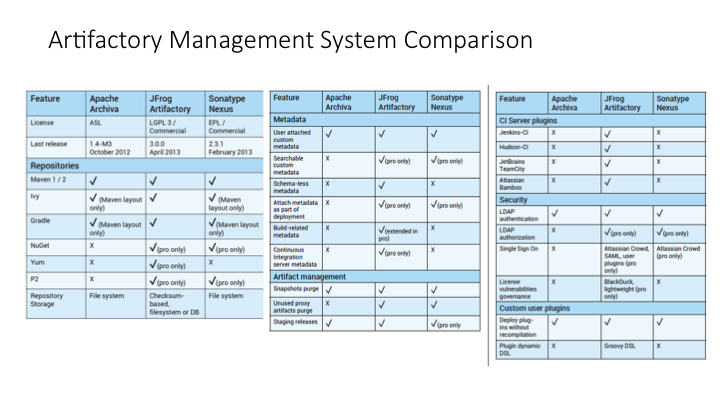 Artifactory Management System Comparison
Feature Apache Archiva JFrog Artifactory Sonatype Nexus
License ASL LGPL 3 / Commercial EPL / Commercial
Last release 1.4-M3 October 2012 3.0.0 April 2013 2.3.1 February 2013
Repositories
Maven 1 / 2 ✓ ✓ ✓
Ivy ✓ (Maven layout only) ✓ ✓ (Maven layout only)
Gradle ✓ (Maven layout only) ✓ ✓(Maven layout only)
NuGet X ✓(pro only) ✓(pro only)
Yum X ✓(pro only) X
P2 X ✓(pro only) ✓(pro only)
Repository Storage File system Checksum-based, filesystem or DB File system
Feature Apache Archiva JFrog Artifactory Sonatype Nexus
Metadata
User attached custom metadata ✓ ✓ ✓
Searchable custom metadata X ✓(pro only) ✓(pro only)
Schema-less metadata X ✓ X
Attach metadata as part of deployment X ✓(pro only) ✓(pro only)
Build-related metadata X ✓(extended in pro) X
Continuous Integration server metadata X ✓(pro only) X
Artifact management
Snapshots purge ✓ ✓ ✓
Unused proxy artifacts purge X ✓ ✓
Staging releases ✓ ✓ ✓(pro only
Feature Apache Archiva JFrog Artifactory Sonatype Nexus
CI Server plugins
Jenkins-CI X ✓ X
Hudson-CI X ✓ X
JetBrains TeamCity X ✓ X
Atlassian Bamboo X ✓ X
Security
LDAP authentication ✓ ✓ ✓
LDAP authorization X ✓(pro only) ✓(pro only)
Single Sign On X Atlassian Crowd, SAML, user plugins (pro only) Atlassian Crowd (pro only)
License vulnerabilities governance X BlackDuck, lightweight (pro only) X
Custom user plugins
Deploy plug-ins without recompilation ✓ ✓ ✓
Plugin dynamic DSL X Groovy DSL X